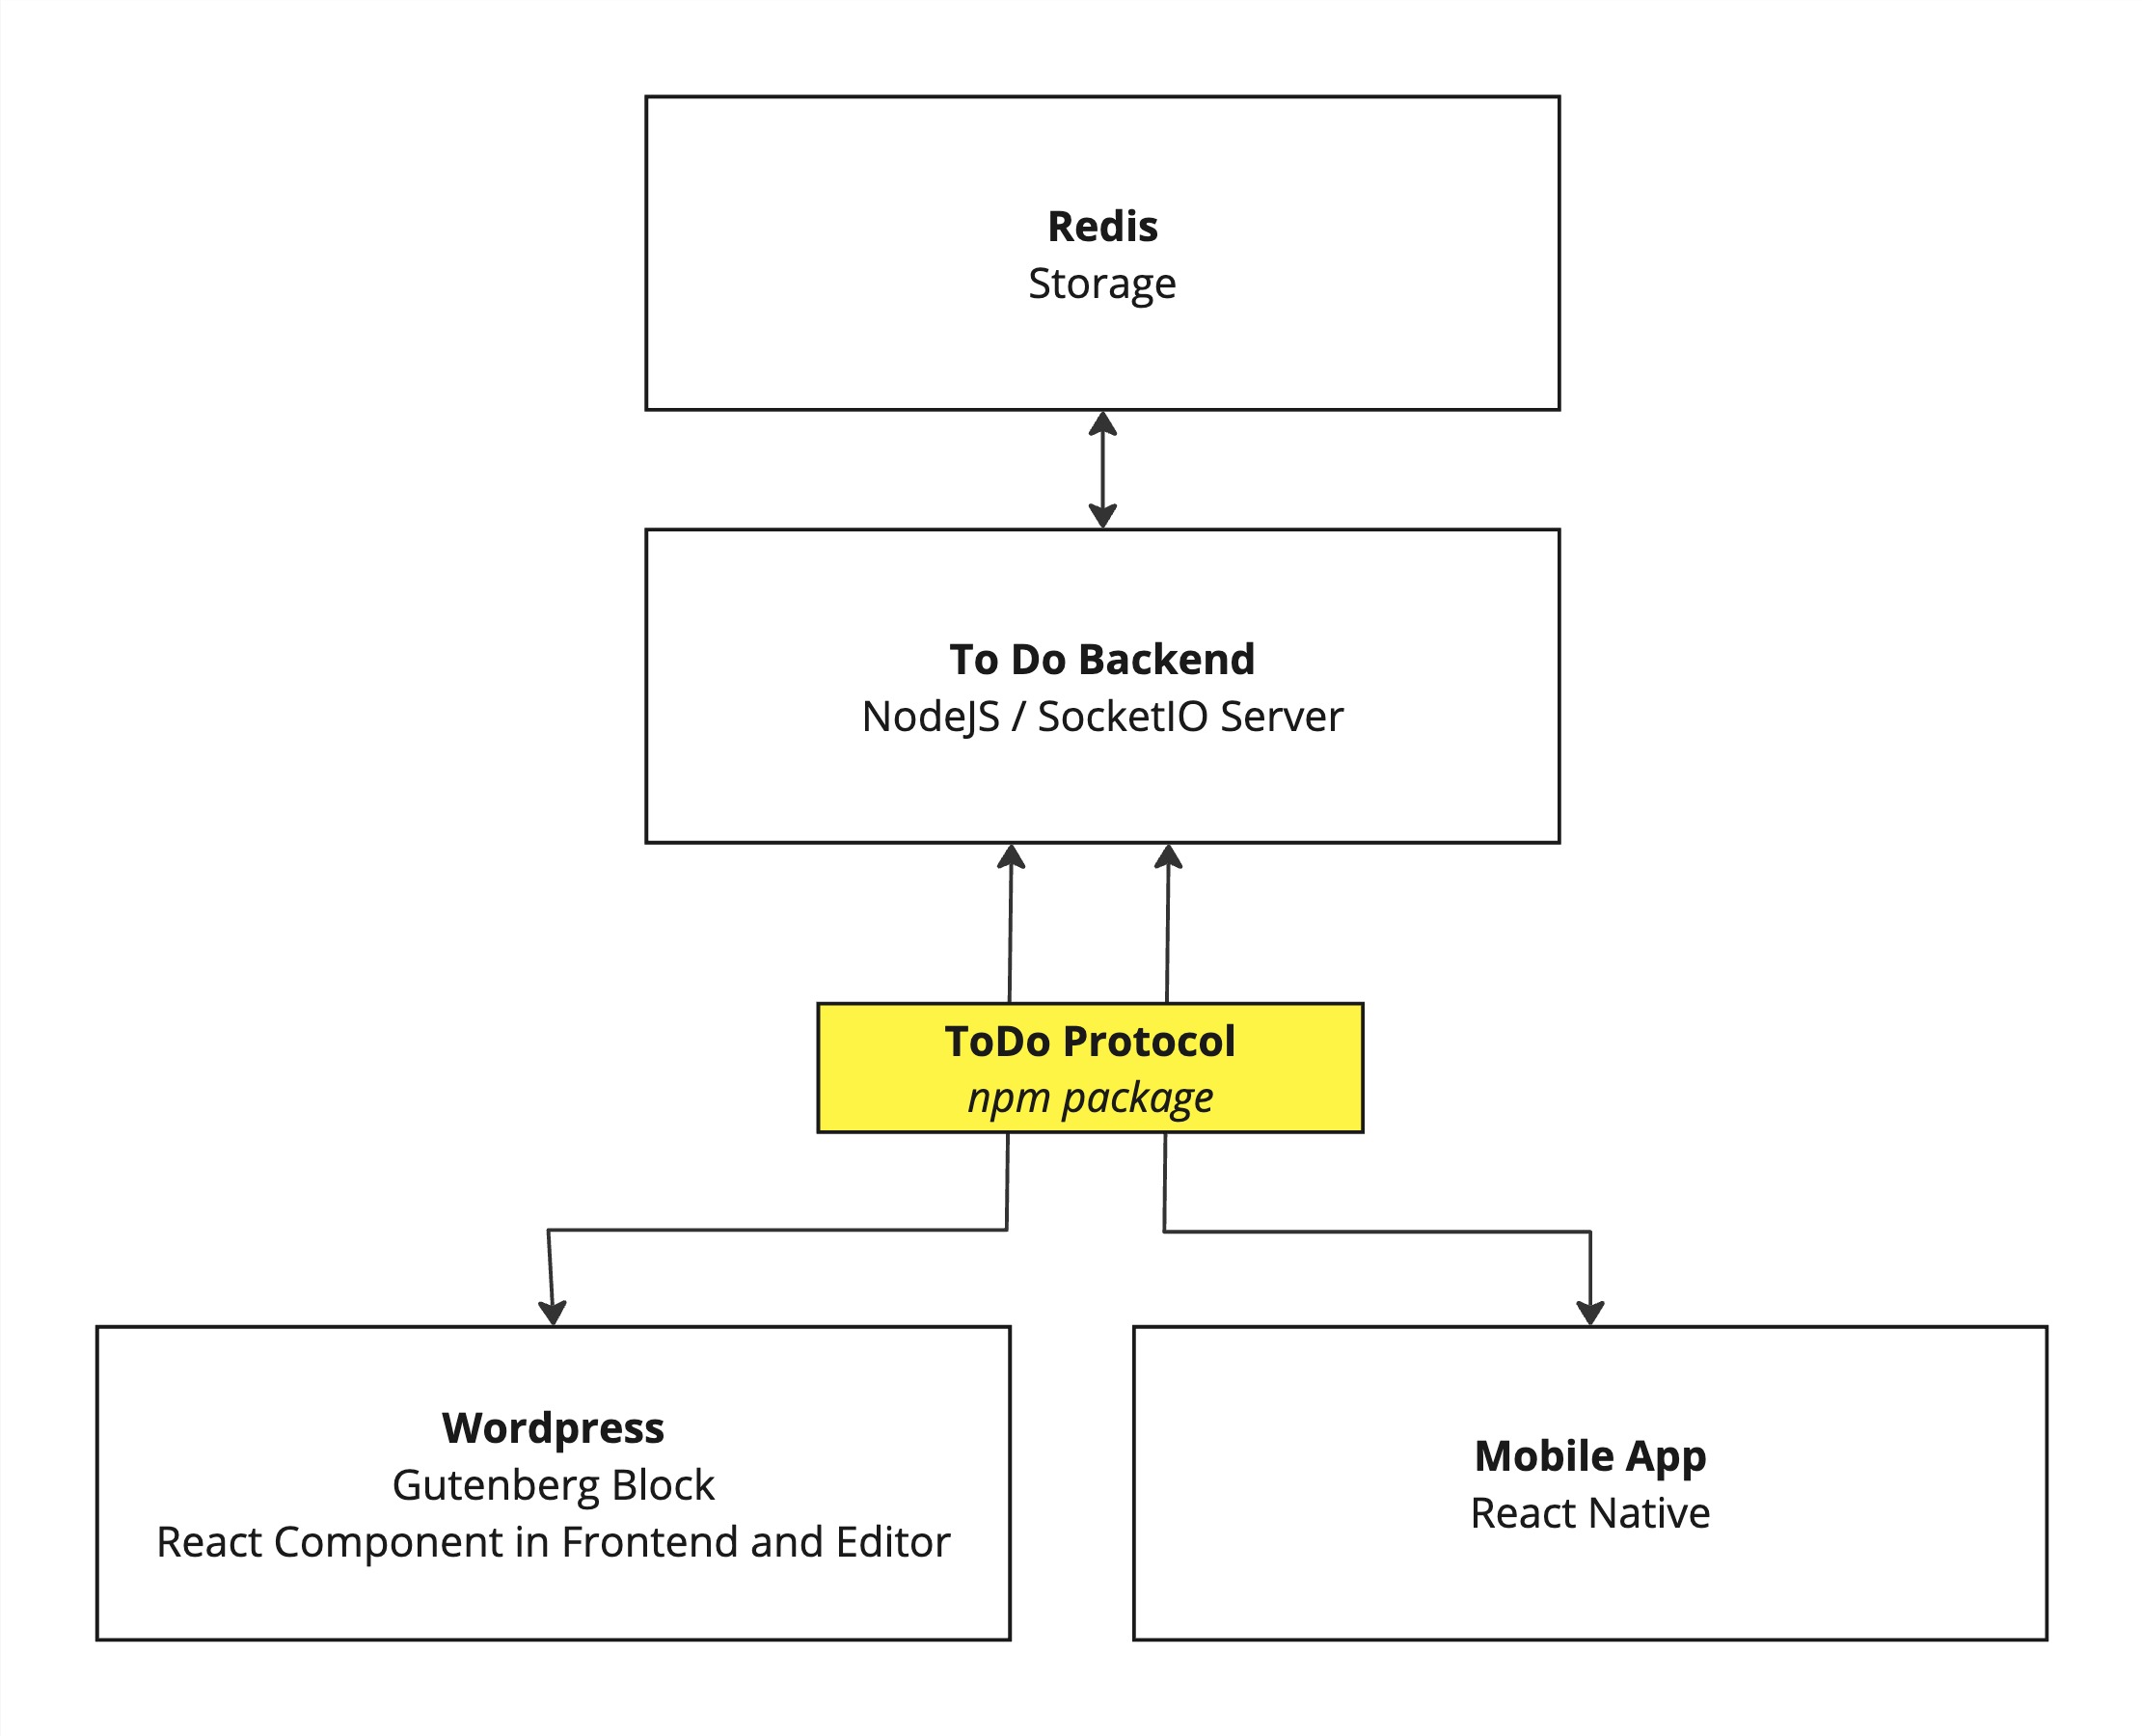 Redis
Storage
To Do Backend
NodeJS / SocketIO Server
ToDo Protocol
npm package
Wordpress
Gutenberg Block
React Component in Frontend and Editor
Mobile App
React Native